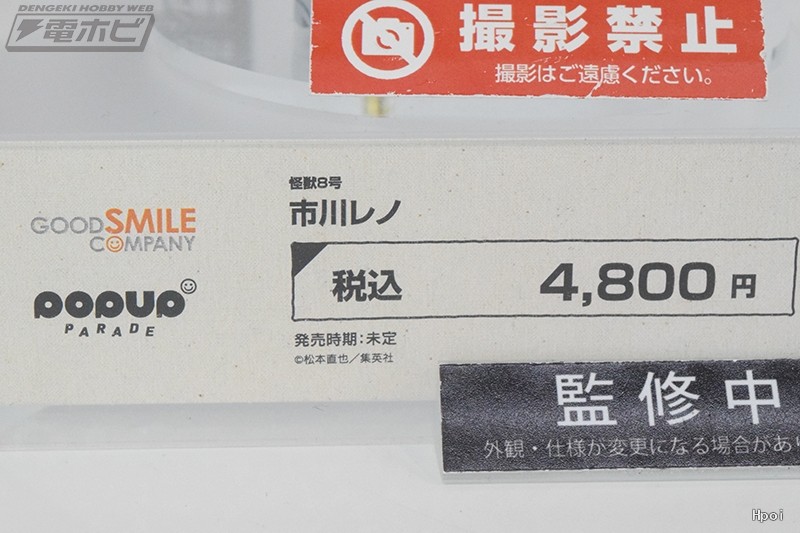 DENGEKI HOBBY WEB
電ホビ
撮影禁止
撮影はご遠慮ください。
怪獣8号
市川レノ
GOOD SMILE
COMPANY
POPUP
PARADE
税込 4,800 円
発売時期:未定
©松本直也/集英社
監修中
外観・仕様が変更になる場合があり
Hpoi